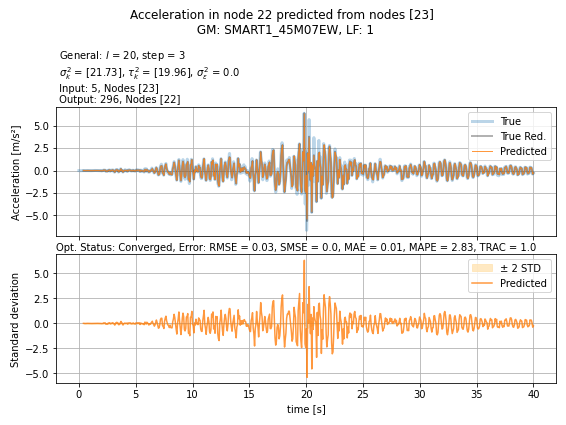 Acceleration in node 22 predicted from nodes [23]
GM: SMART1_45M07EW, LF: 1
General: l = 20, step = 3
σ²ₖ = [21.73], τ²ₖ = [19.96], σ²ε = 0.0
Input: 5, Nodes [23]
Output: 296, Nodes [22]
5.0
2.5
0.0
−2.5
−5.0
Acceleration [m/s²]
True
True Red.
Predicted
Opt. Status: Converged, Error: RMSE = 0.03, SMSE = 0.0, MAE = 0.01, MAPE = 2.83, TRAC = 1.0
5.0
2.5
0.0
−2.5
−5.0
Standard deviation
± 2 STD
Predicted
0 5 10 15 20 25 30 35 40
time [s]